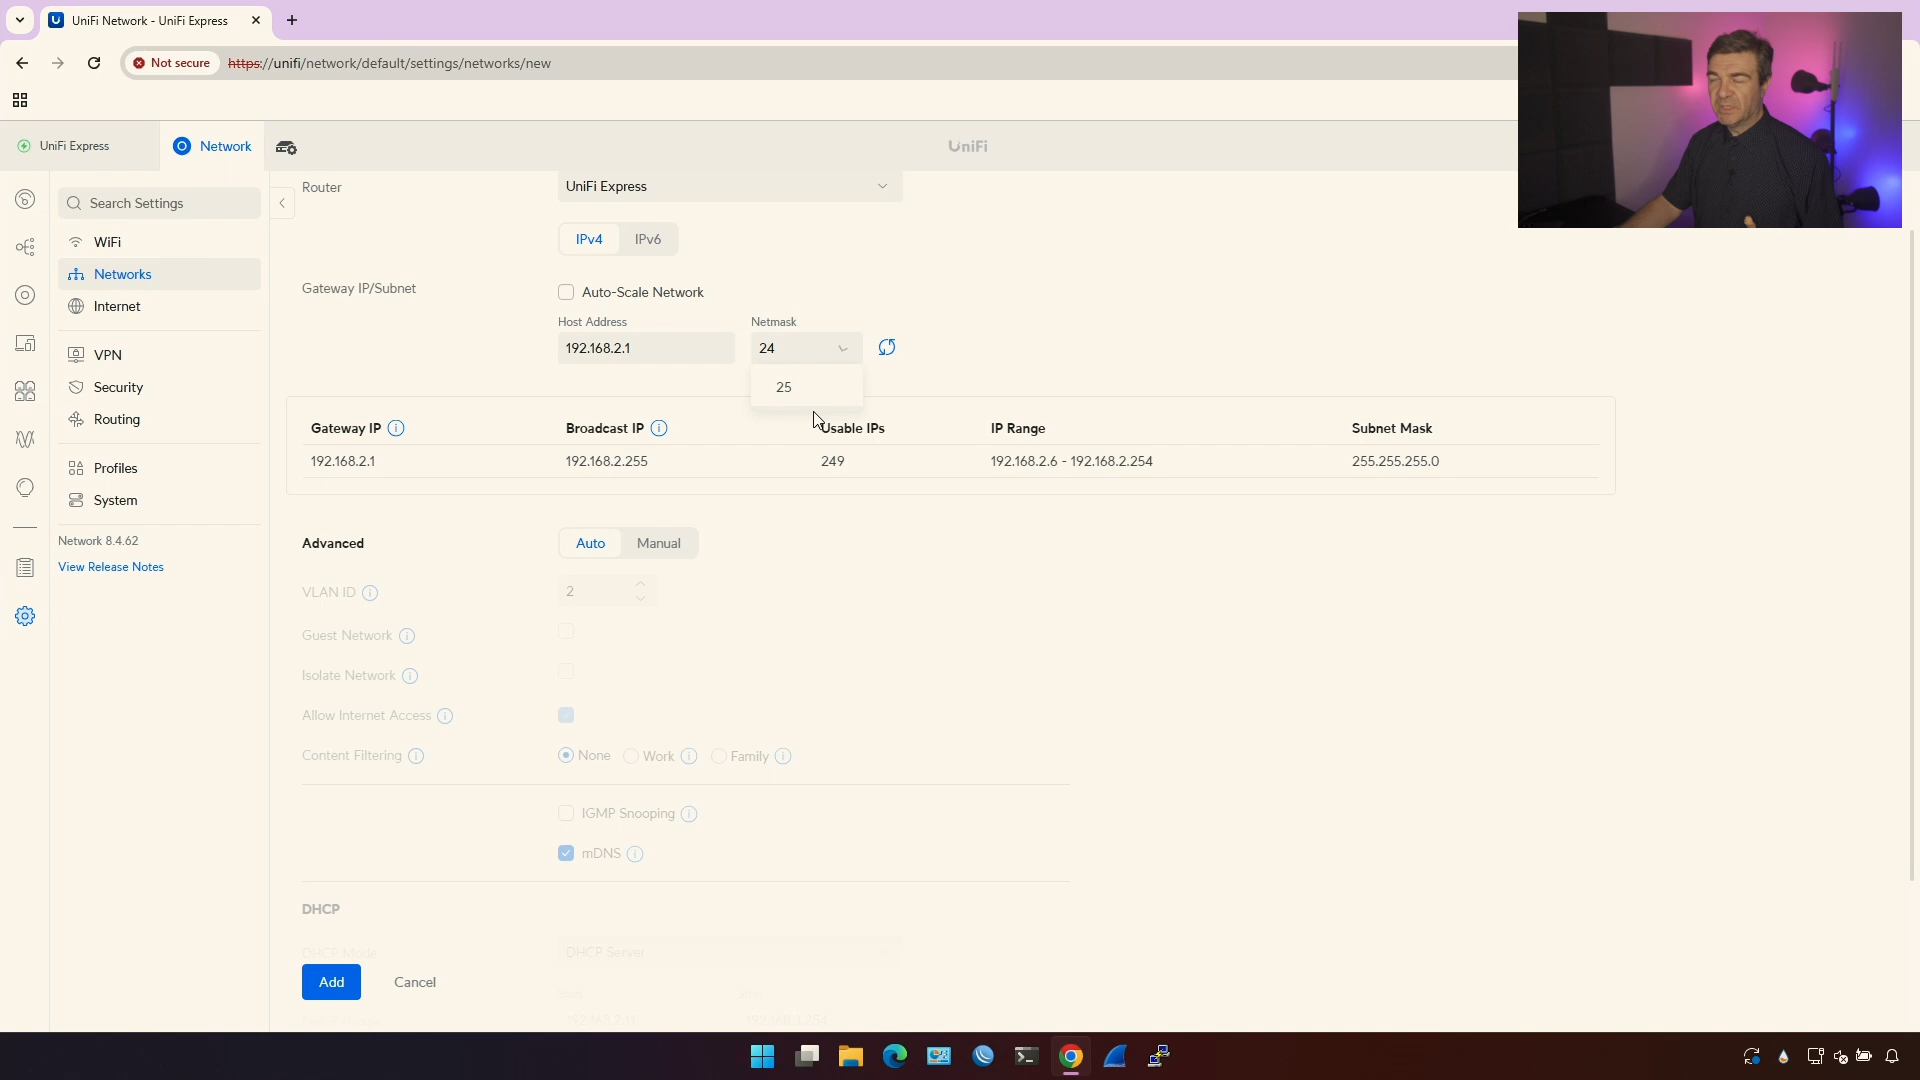 UniFi Network - UniFi Express
Not secure
https://unifi/network/default/settings/networks/new
UniFi Express
Network
UniFi
Search Settings
WiFi
Networks
Internet
VPN
Security
Routing
Profiles
System
Network 8.4.62
View Release Notes
Router
UniFi Express
IPv4
IPv6
Gateway IP/Subnet
Auto-Scale Network
Host Address
Netmask
192.168.2.1
24
25
Gateway IP
Broadcast IP
Usable IPs
IP Range
Subnet Mask
192.168.2.1
192.168.2.255
249
192.168.2.6 - 192.168.2.254
255.255.255.0
Advanced
Auto
Manual
VLAN ID
2
Guest Network
Isolate Network
Allow Internet Access
Content Filtering
None
Work
Family
IGMP Snooping
mDNS
DHCP
DHCP Mode
DHCP Server
Add
Cancel